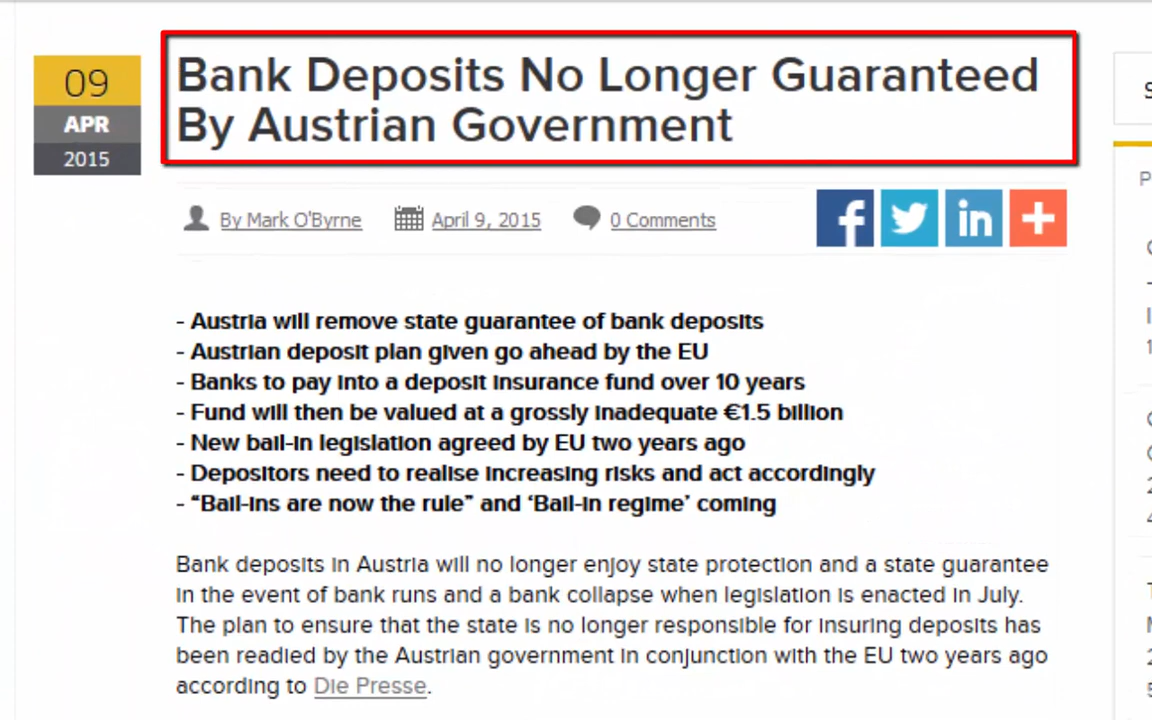 09
APR
2015
Bank Deposits No Longer Guaranteed
By Austrian Government
By Mark O'Byrne April 9, 2015 0 Comments
- Austria will remove state guarantee of bank deposits
- Austrian deposit plan given go ahead by the EU
- Banks to pay into a deposit insurance fund over 10 years
- Fund will then be valued at a grossly inadequate €1.5 billion
- New bail-in legislation agreed by EU two years ago
- Depositors need to realise increasing risks and act accordingly
- “Bail-ins are now the rule” and ‘Bail-in regime’ coming
Bank deposits in Austria will no longer enjoy state protection and a state guarantee
in the event of bank runs and a bank collapse when legislation is enacted in July.
The plan to ensure that the state is no longer responsible for insuring deposits has
been readied by the Austrian government in conjunction with the EU two years ago
according to Die Presse.